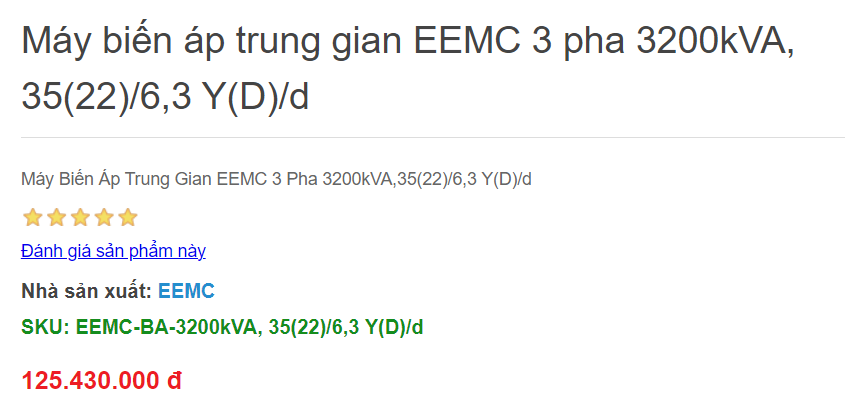 Máy biến áp trung gian EEMC 3 pha 3200kVA,
35(22)/6,3 Y(D)/d
Máy Biến Áp Trung Gian EEMC 3 Pha 3200kVA,35(22)/6,3 Y(D)/d
Đánh giá sản phẩm này
Nhà sản xuất: EEMC
SKU: EEMC-BA-3200kVA, 35(22)/6,3 Y(D)/d
125.430.000 đ